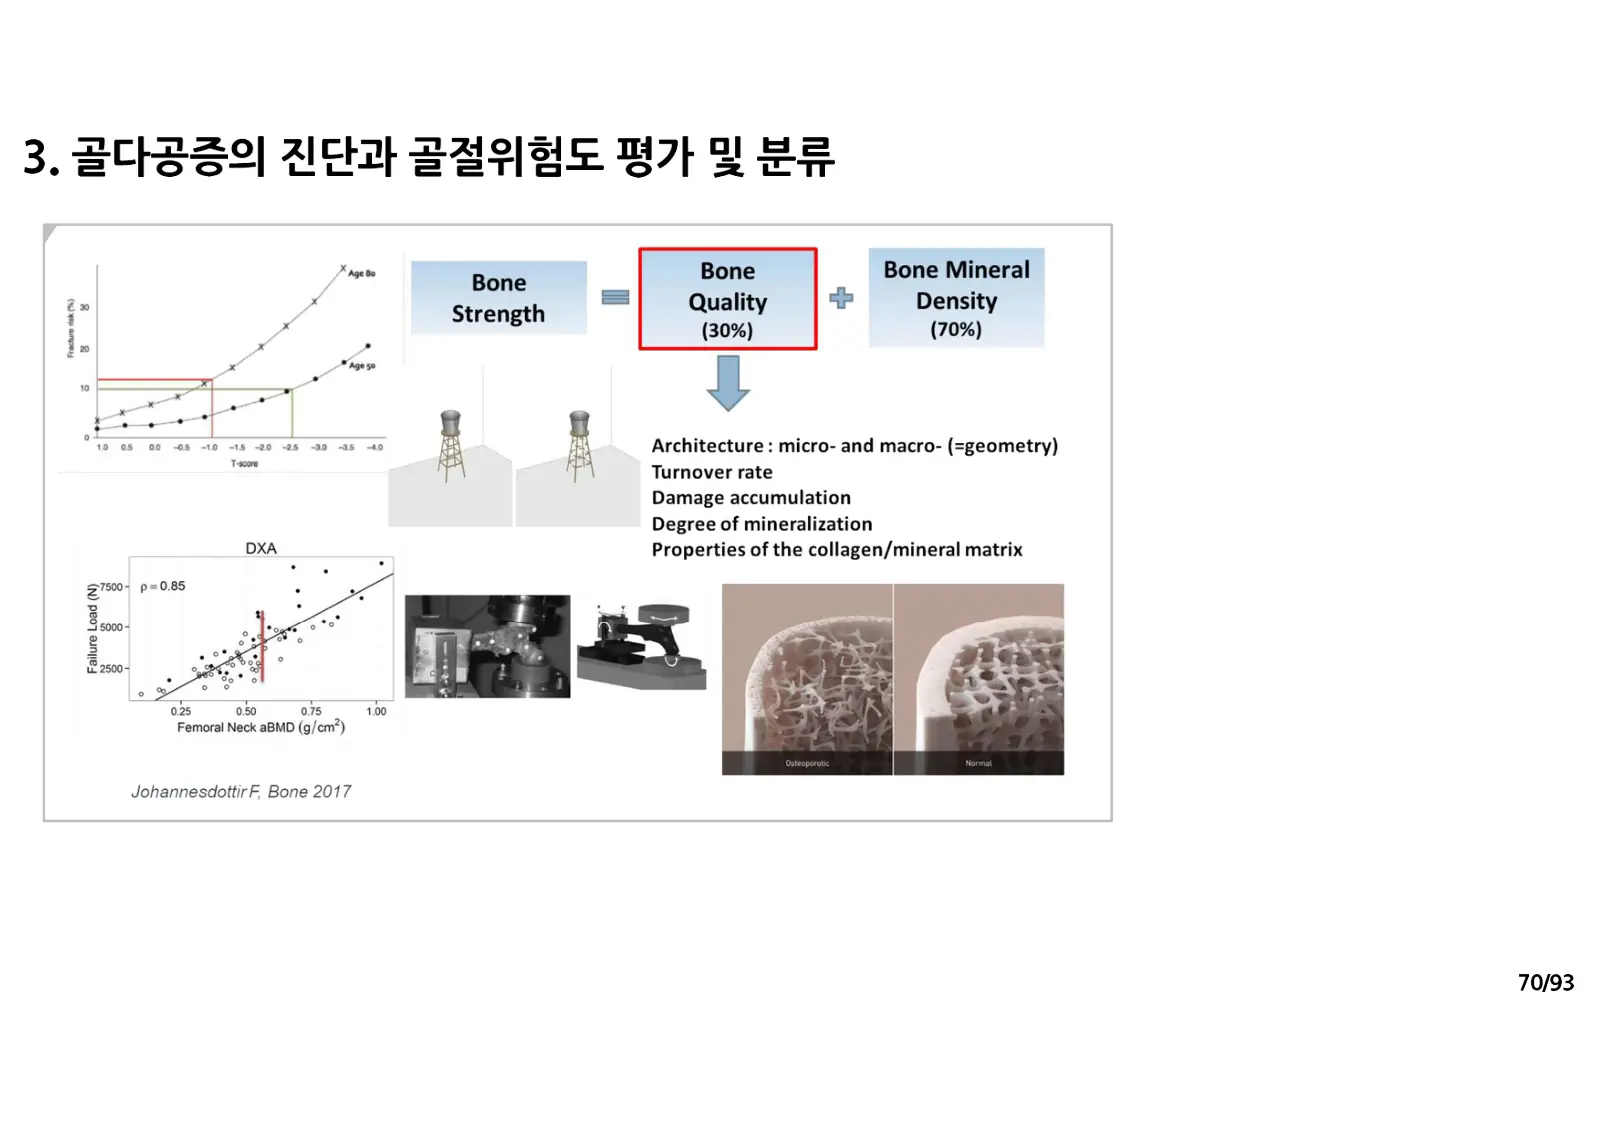 3. 골다공증의 진단과 골절위험도 평가 및 분류
Fracture risk (%)
30
20
10
0
Age 80
Age 50
1.0 0.5 0.0 −0.5 −1.0 −1.5 −2.0 −2.5 −3.0 −3.5 −4.0
T-score
Bone
Strength
Bone
Quality
(30%)
Bone Mineral
Density
(70%)
Architecture : micro- and macro- (=geometry)
Turnover rate
Damage accumulation
Degree of mineralization
Properties of the collagen/mineral matrix
DXA
ρ = 0.85
Failure Load (N)
7500
5000
2500
0.25 0.50 0.75 1.00
Femoral Neck aBMD (g/cm²)
Osteoporotic
Normal
Johannesdottir F, Bone 2017
70/93